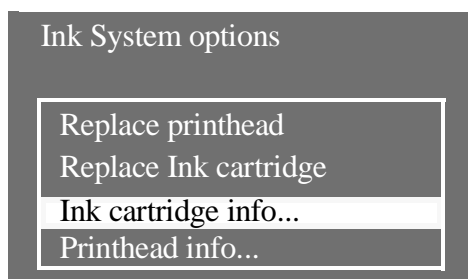 Ink System options
Replace printhead
Replace Ink cartridge
Ink cartridge info...
Printhead info...